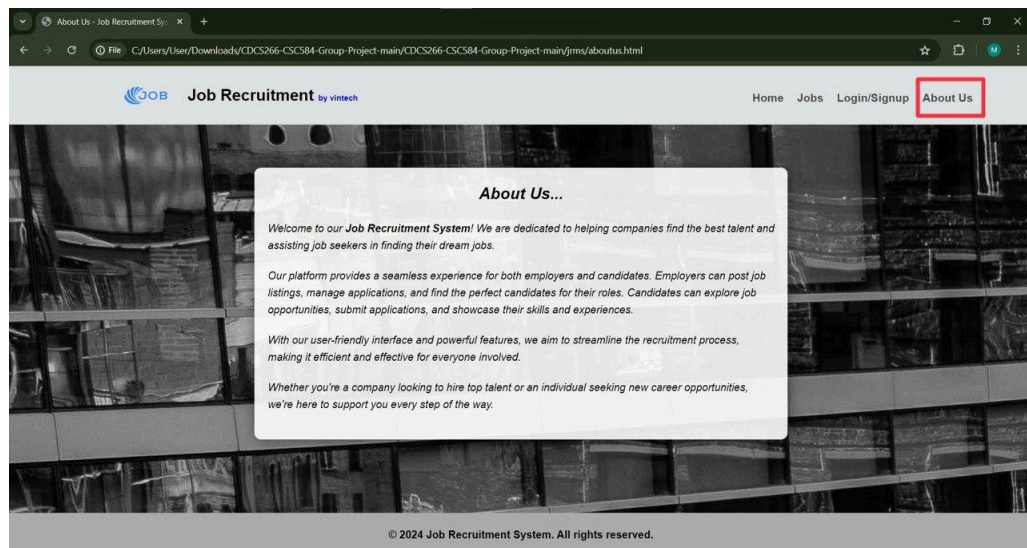 About Us - Job Recruitment Sy
File C:/Users/User/Downloads/CDCS266-CSC584-Group-Project-main/CDCS266-CSC584-Group-Project-main/jrms/aboutus.html
M
JOB Job Recruitment by vintech Home Jobs Login/Signup About Us
About Us...
Welcome to our Job Recruitment System! We are dedicated to helping companies find the best talent and
assisting job seekers in finding their dream jobs.
Our platform provides a seamless experience for both employers and candidates. Employers can post job
listings, manage applications, and find the perfect candidates for their roles. Candidates can explore job
opportunities, submit applications, and showcase their skills and experiences.
With our user-friendly interface and powerful features, we aim to streamline the recruitment process,
making it efficient and effective for everyone involved.
Whether you're a company looking to hire top talent or an individual seeking new career opportunities,
we're here to support you every step of the way.
© 2024 Job Recruitment System. All rights reserved.